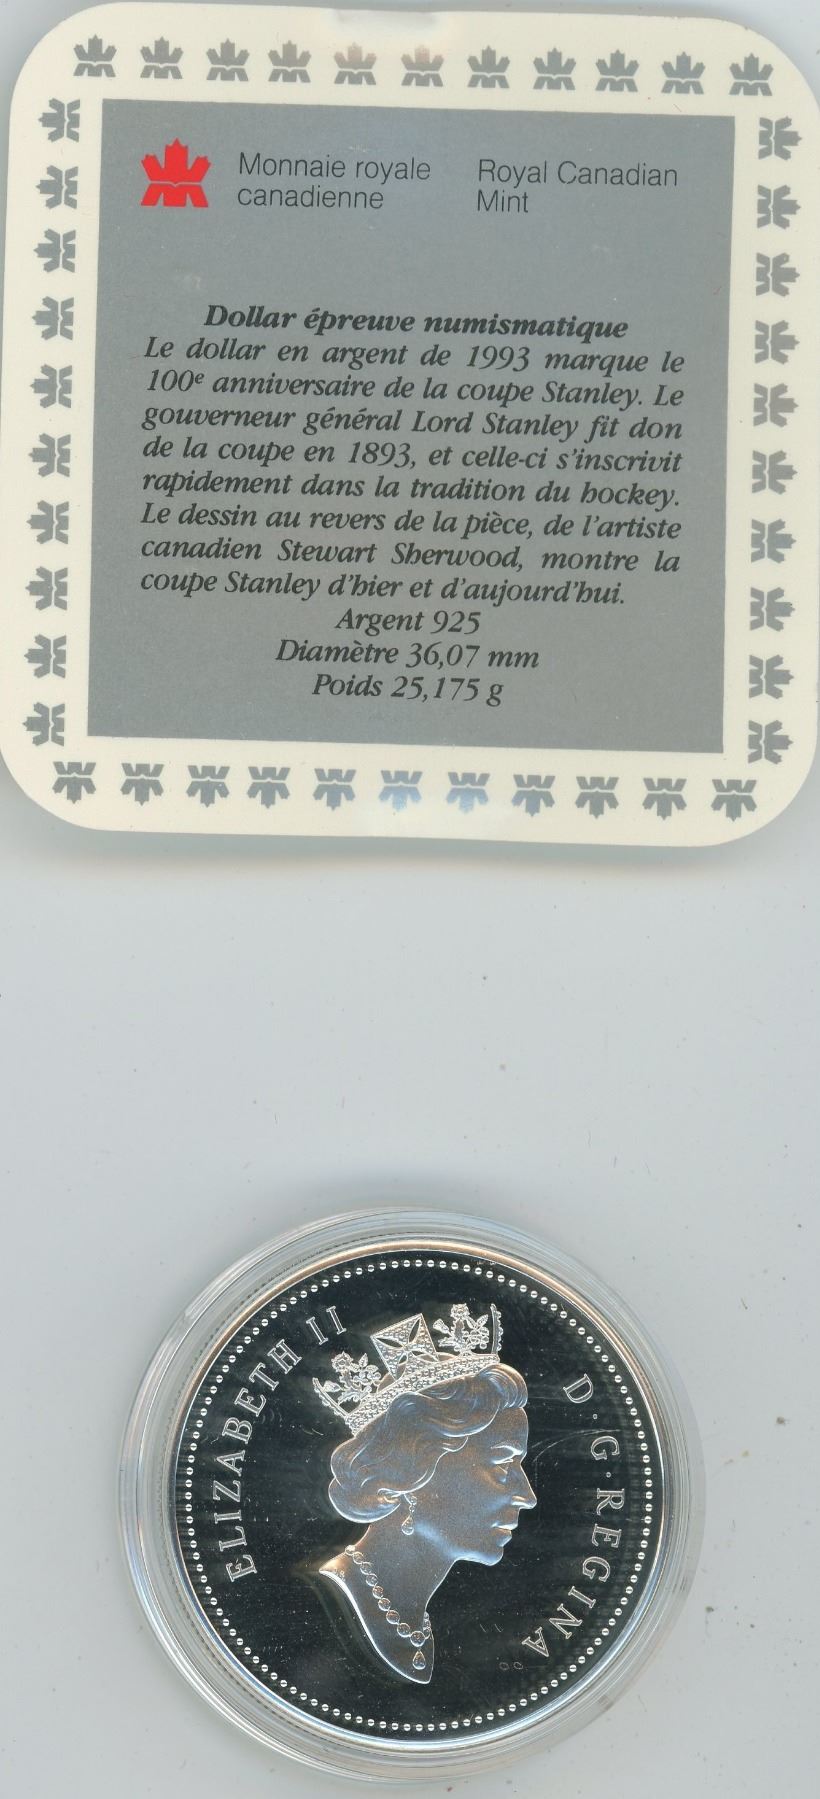 Monnaie royale
canadienne
Royal Canadian
Mint
Dollar épreuve numismatique
Le dollar en argent de 1993 marque le
100e anniversaire de la coupe Stanley. Le
gouverneur général Lord Stanley fit don
de la coupe en 1893, et celle-ci s'inscrivit
rapidement dans la tradition du hockey.
Le dessin au revers de la pièce, de l'artiste
canadien Stewart Sherwood, montre la
coupe Stanley d'hier et d'aujourd'hui.
Argent 925
Diamètre 36,07 mm
Poids 25,175 g
ELIZABETH II
D·G·REGINA